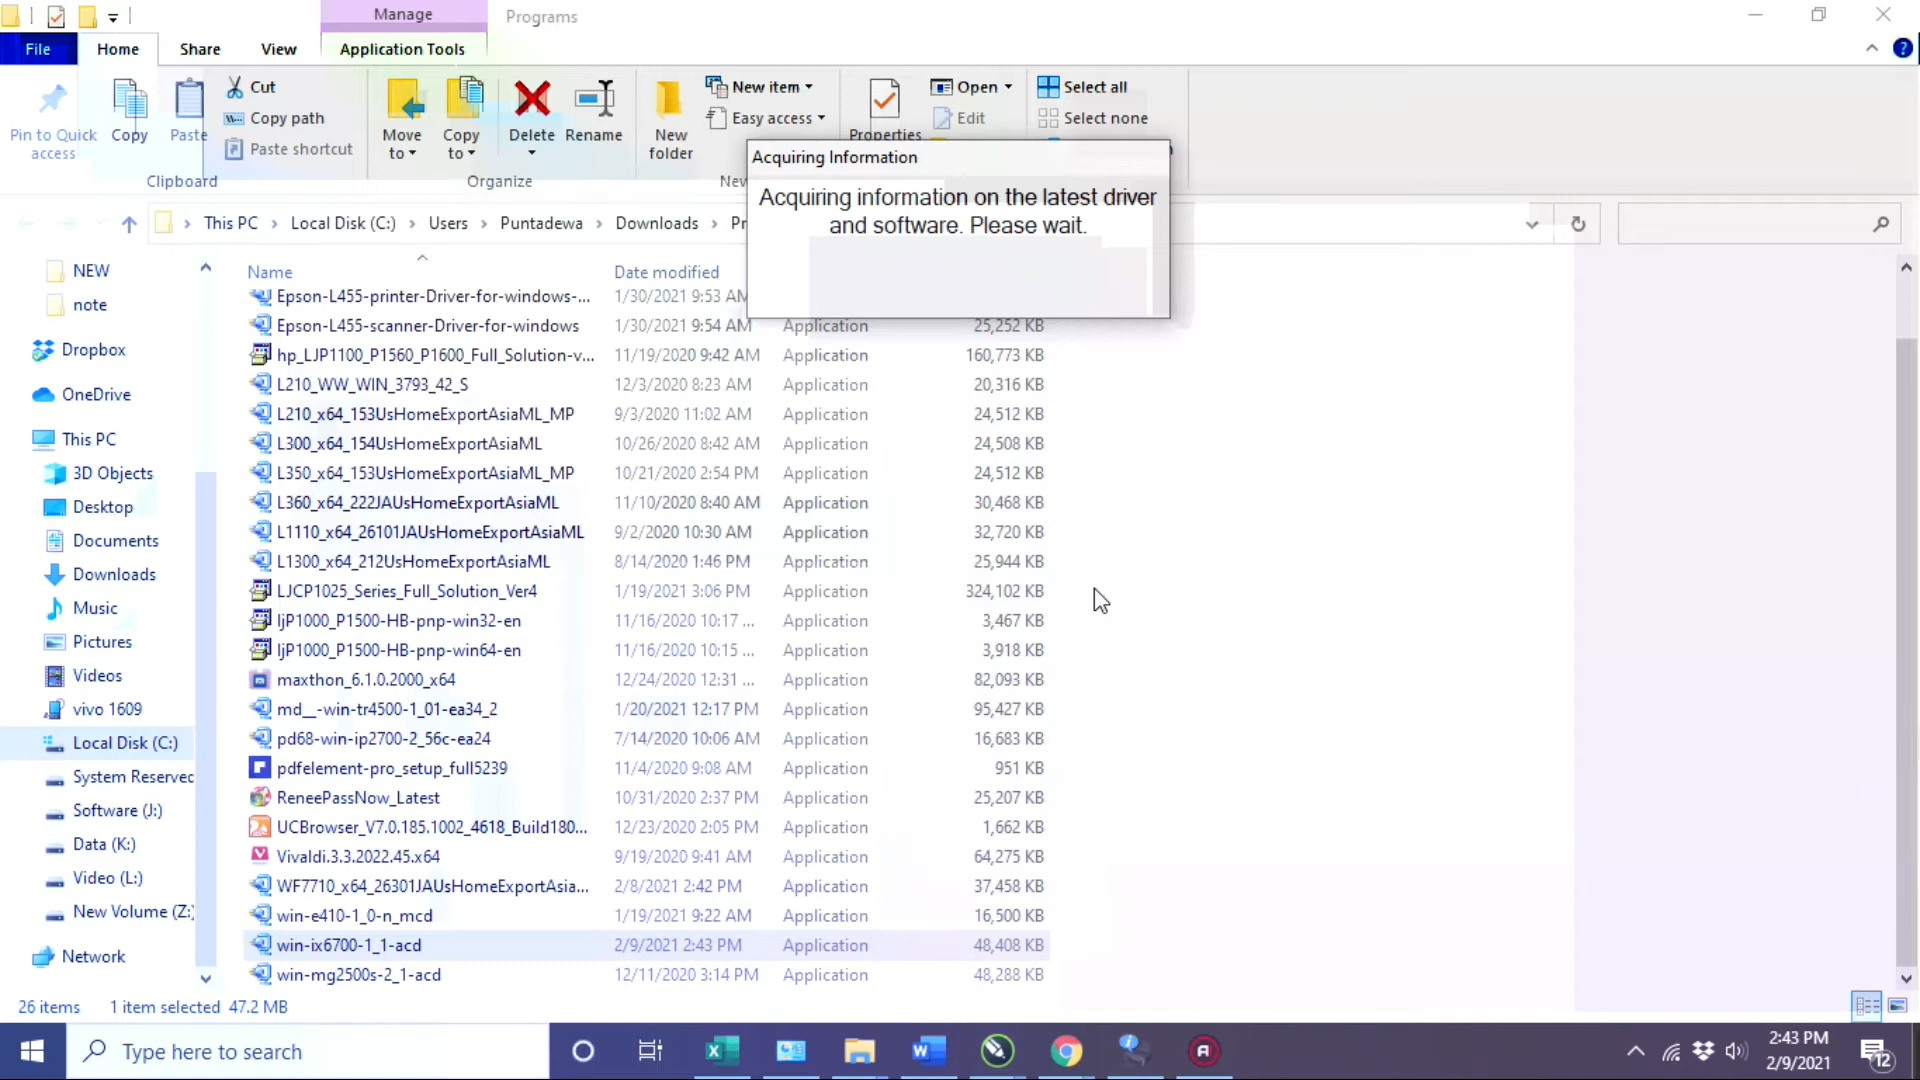 Manage
Programs
File
Home
Share
View
Application Tools
Pin to Quick
access
Copy
Paste
Cut
Copy path
Paste shortcut
Clipboard
Move
to
Copy
to
Delete
Rename
Organize
New
folder
New item
Easy access
New
Properties
Open
Edit
Select all
Select none
Acquiring Information
Acquiring information on the latest driver
and software. Please wait.
This PC
Local Disk (C:)
Users
Puntadewa
Downloads
Pr
NEW
note
Dropbox
OneDrive
This PC
3D Objects
Desktop
Documents
Downloads
Music
Pictures
Videos
vivo 1609
Local Disk (C:)
System Reserved
Software (J:)
Data (K:)
Video (L:)
New Volume (Z:)
Network
Name Date modified
Epson-L455-printer-Driver-for-windows-... 1/30/2021 9:53 AM
Epson-L455-scanner-Driver-for-windows 1/30/2021 9:54 AM Application 25,252 KB
hp_LJP1100_P1560_P1600_Full_Solution-v... 11/19/2020 9:42 AM Application 160,773 KB
L210_WW_WIN_3793_42_S 12/3/2020 8:23 AM Application 20,316 KB
L210_x64_153UsHomeExportAsiaML_MP 9/3/2020 11:02 AM Application 24,512 KB
L300_x64_154UsHomeExportAsiaML 10/26/2020 8:42 AM Application 24,508 KB
L350_x64_153UsHomeExportAsiaML_MP 10/21/2020 2:54 PM Application 24,512 KB
L360_x64_222JAUsHomeExportAsiaML 11/10/2020 8:40 AM Application 30,468 KB
L1110_x64_26101JAUsHomeExportAsiaML 9/2/2020 10:30 AM Application 32,720 KB
L1300_x64_212UsHomeExportAsiaML 8/14/2020 1:46 PM Application 25,944 KB
LJCP1025_Series_Full_Solution_Ver4 1/19/2021 3:06 PM Application 324,102 KB
ljP1000_P1500-HB-pnp-win32-en 11/16/2020 10:17 ... Application 3,467 KB
ljP1000_P1500-HB-pnp-win64-en 11/16/2020 10:15 ... Application 3,918 KB
maxthon_6.1.0.2000_x64 12/24/2020 12:31 ... Application 82,093 KB
md__-win-tr4500-1_01-ea34_2 1/20/2021 12:17 PM Application 95,427 KB
pd68-win-ip2700-2_56c-ea24 7/14/2020 10:06 AM Application 16,683 KB
pdfelement-pro_setup_full5239 11/4/2020 9:08 AM Application 951 KB
ReneePassNow_Latest 10/31/2020 2:37 PM Application 25,207 KB
UCBrowser_V7.0.185.1002_4618_Build180... 12/23/2020 2:05 PM Application 1,662 KB
Vivaldi.3.3.2022.45.x64 9/19/2020 9:41 AM Application 64,275 KB
WF7710_x64_26301JAUsHomeExportAsia... 2/8/2021 2:42 PM Application 37,458 KB
win-e410-1_0-n_mcd 1/19/2021 9:22 AM Application 16,500 KB
win-ix6700-1_1-acd 2/9/2021 2:43 PM Application 48,408 KB
win-mg2500s-2_1-acd 12/11/2020 3:14 PM Application 48,288 KB
26 items 1 item selected 47.2 MB
Type here to search
2:43 PM
2/9/2021
12